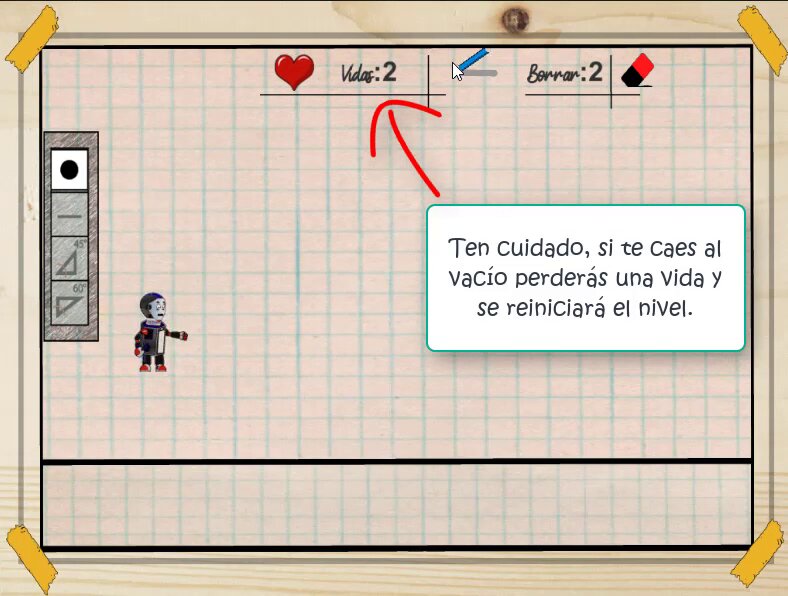 Vidas:2
Borrar:2
45°
60°
Ten cuidado, si te caes al
vacío perderás una vida y
se reiniciará el nivel.